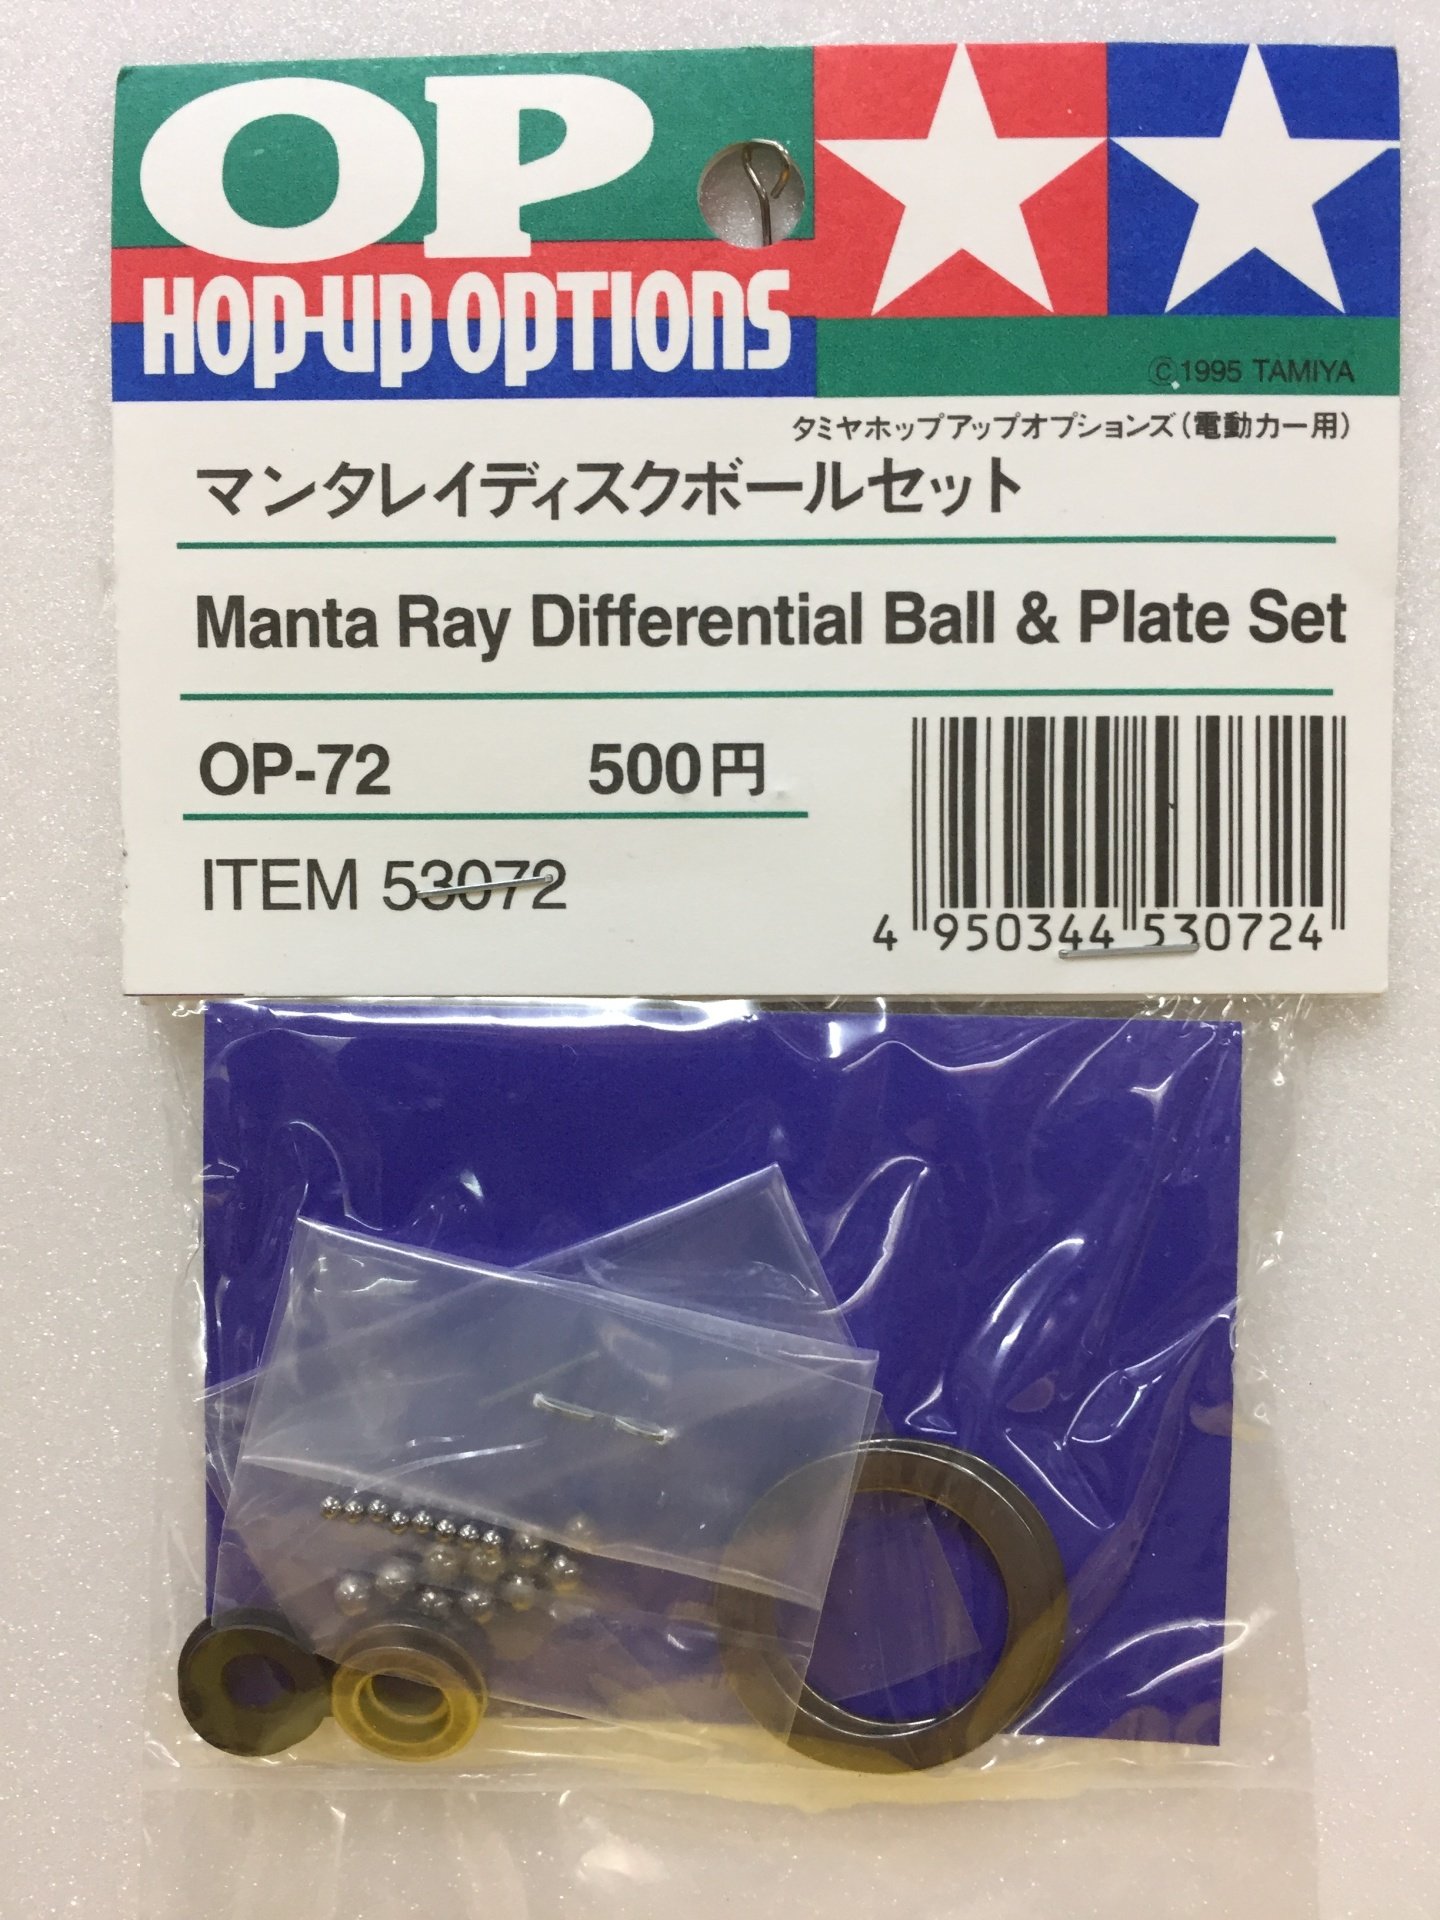 OP
HOP-UP OPTIONS
©1995 TAMIYA
タミヤホップアップオプションズ(電動カー用)
マンタレイディスクボールセット
Manta Ray Differential Ball & Plate Set
OP-72 500円
ITEM 53072
4 950344 530724